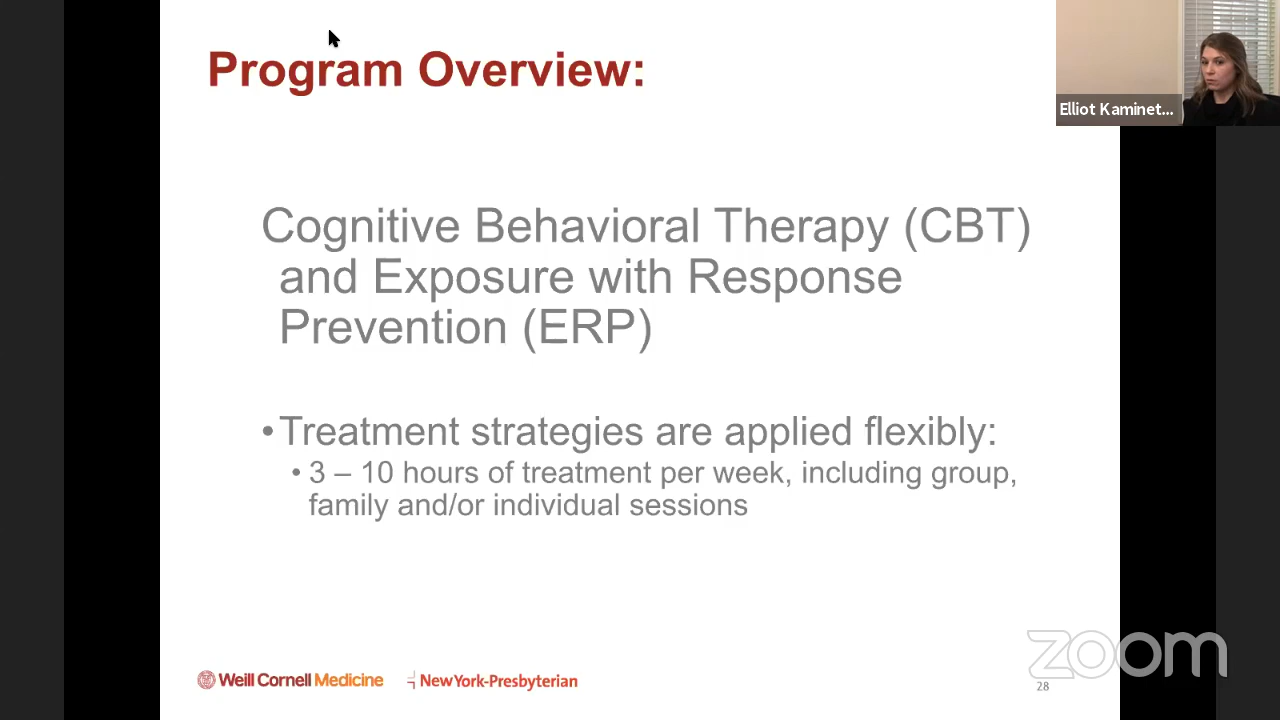 Program Overview:
Elliot Kaminet...
Cognitive Behavioral Therapy (CBT)
and Exposure with Response
Prevention (ERP)
•Treatment strategies are applied flexibly:
• 3 – 10 hours of treatment per week, including group,
family and/or individual sessions
Weill Cornell Medicine
NewYork-Presbyterian
zoom
28